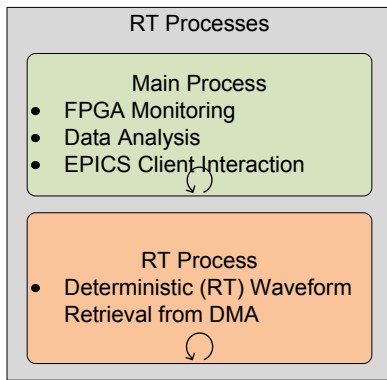 RT Processes
Main Process
• FPGA Monitoring
• Data Analysis
• EPICS Client Interaction
RT Process
• Deterministic (RT) Waveform
Retrieval from DMA